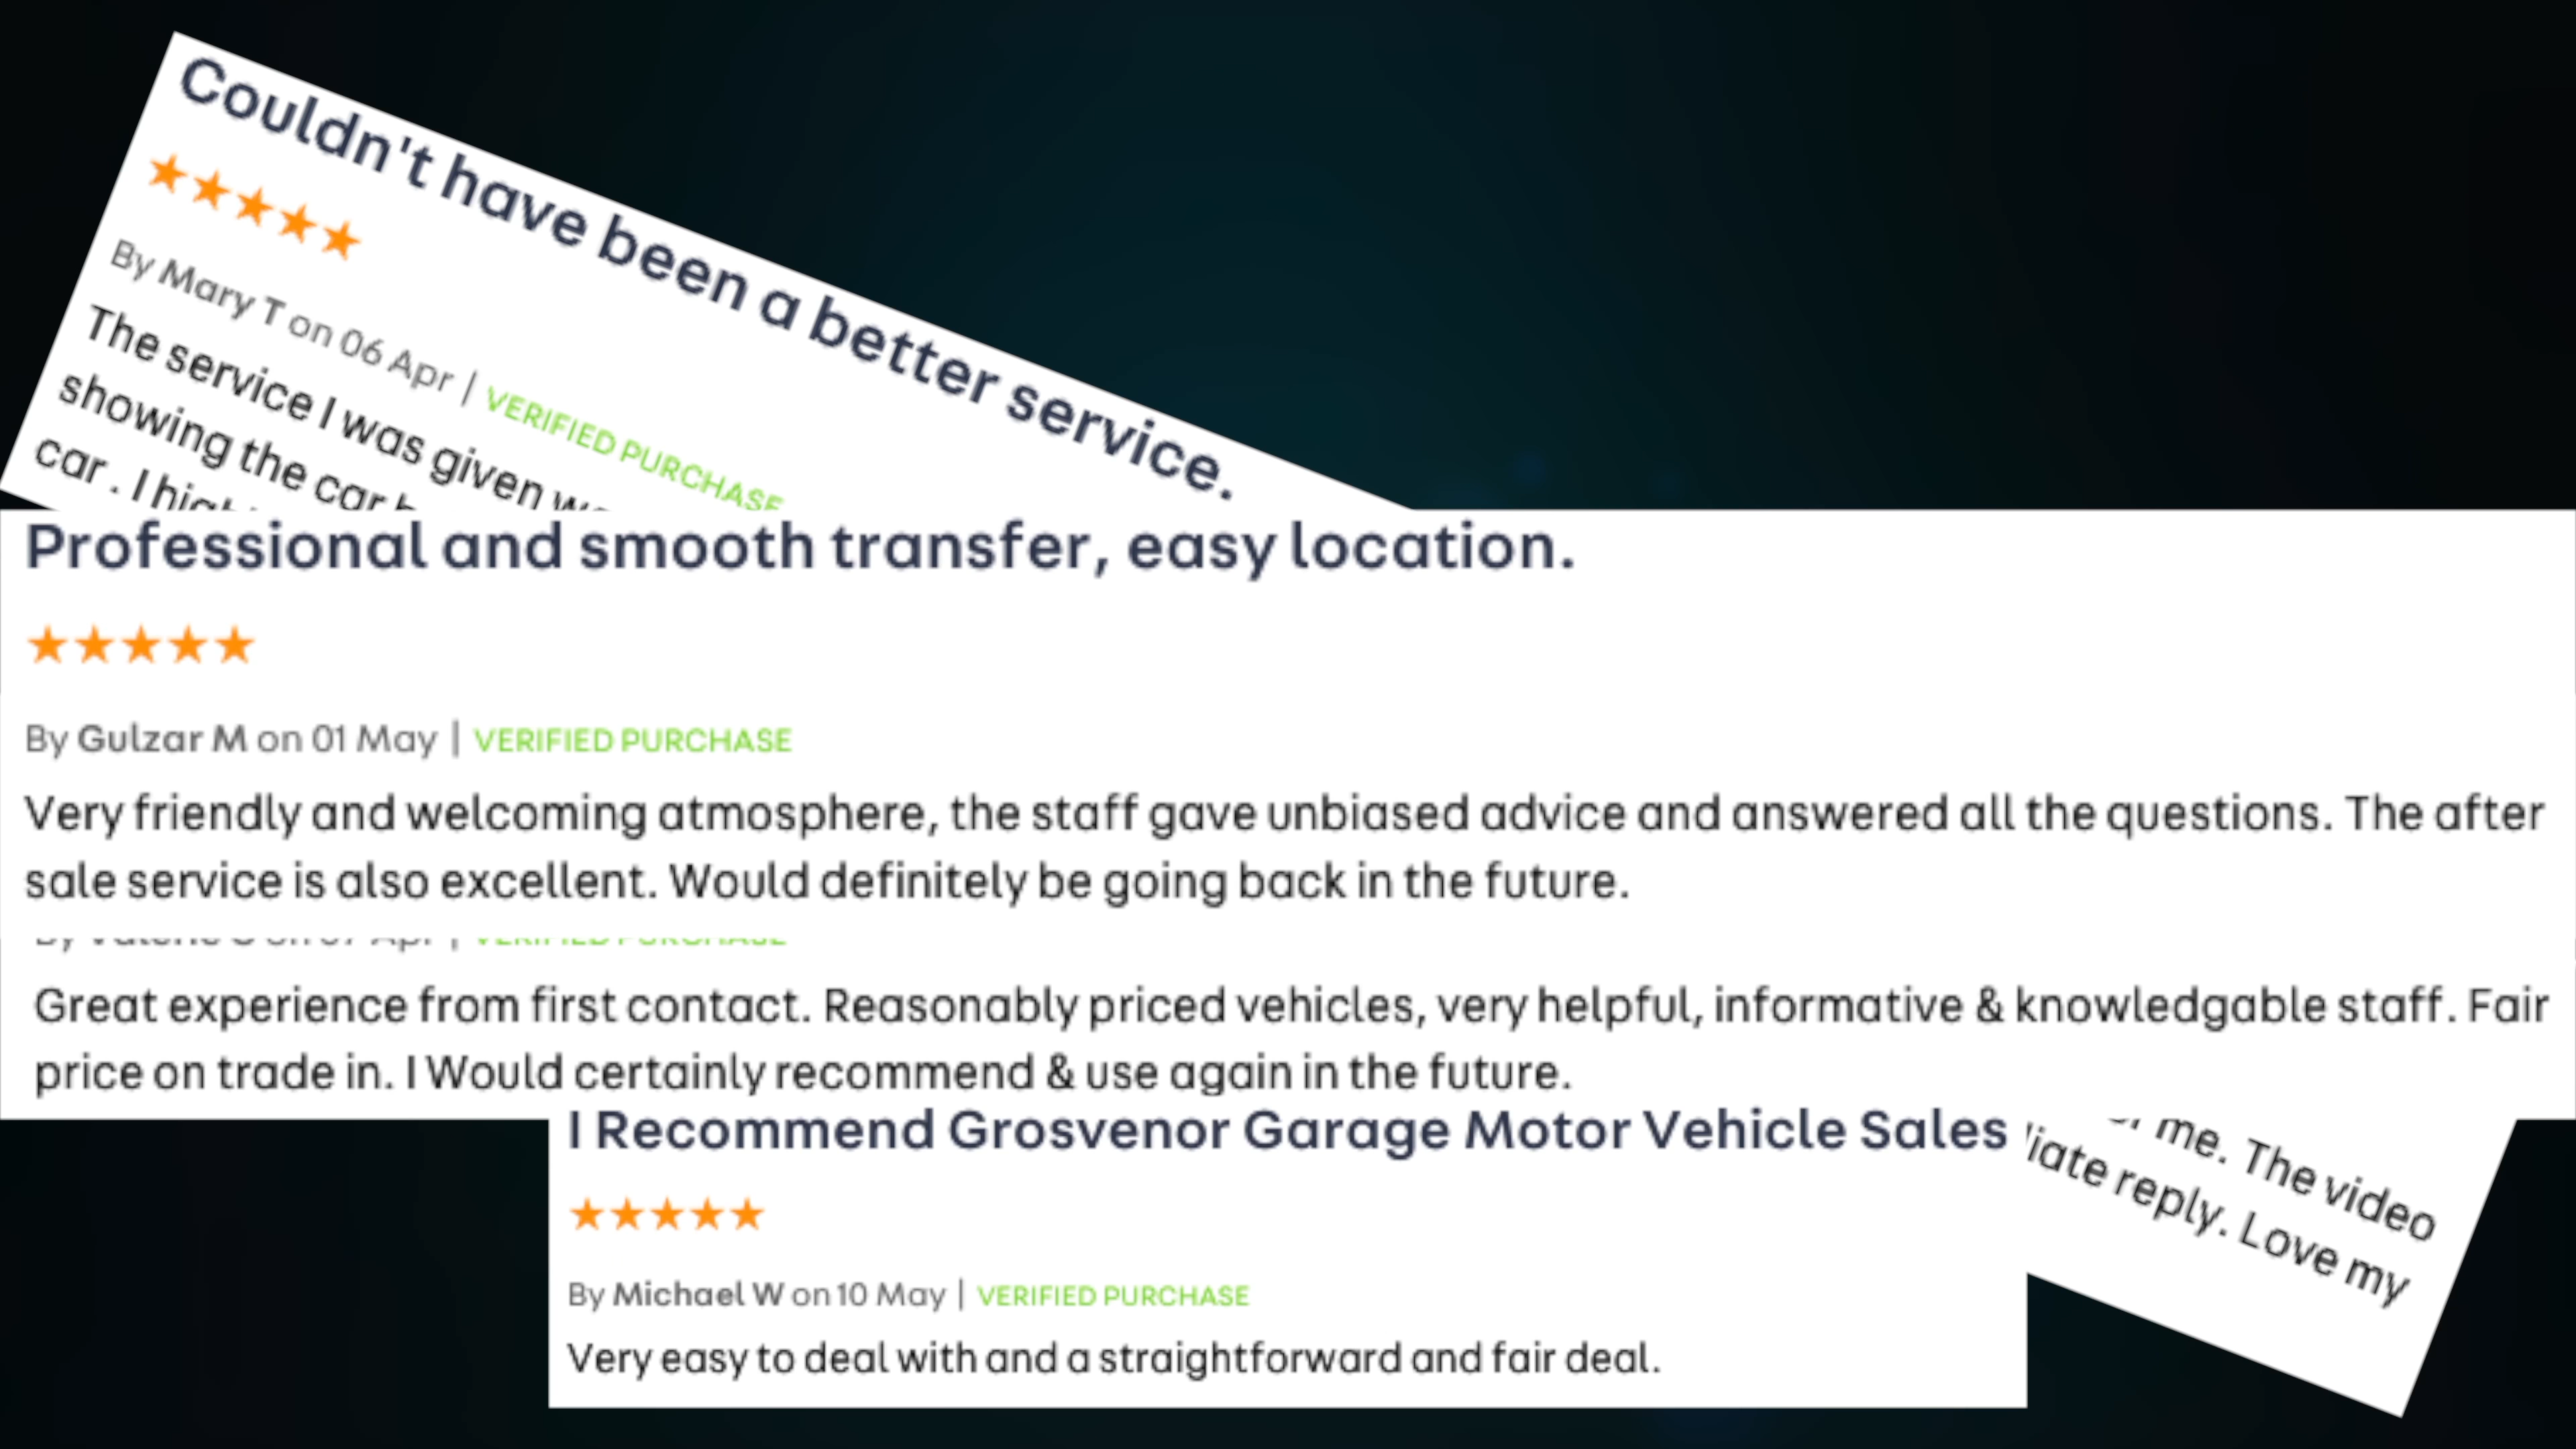 Couldn't have been a better service.
By Mary T on 06 Apr | VERIFIED PURCHASE
The service I was given
showing the car
car . I
Professional and smooth transfer, easy location.
By Gulzar M on 01 May | VERIFIED PURCHASE
Very friendly and welcoming atmosphere, the staff gave unbiased advice and answered all the questions. The after
sale service is also excellent. Would definitely be going back in the future.
Great experience from first contact. Reasonably priced vehicles, very helpful, informative & knowledgable staff. Fair
price on trade in. I Would certainly recommend & use again in the future.
I Recommend Grosvenor Garage Motor Vehicle Sales
By Michael W on 10 May | VERIFIED PURCHASE
Very easy to deal with and a straightforward and fair deal.
me. The video
reply. Love my